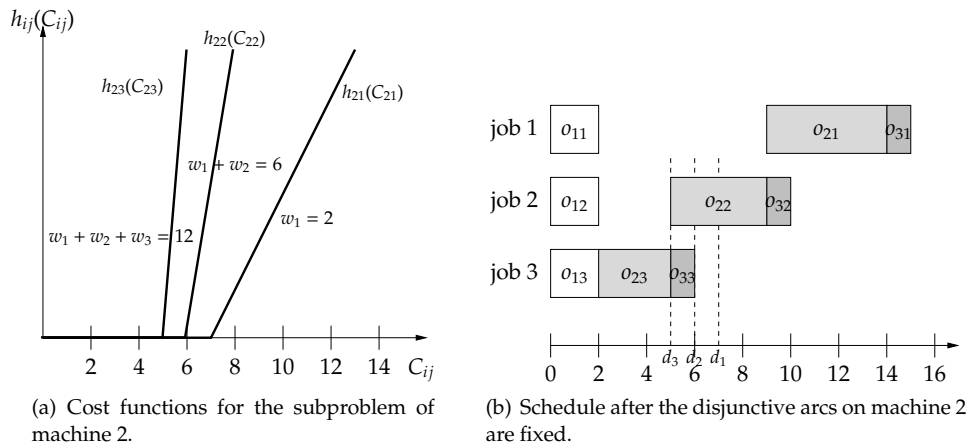 h_ij(C_ij)
h_22(C_22)
h_23(C_23)
h_21(C_21)
w_1 + w_2 = 6
w_1 = 2
w_1 + w_2 + w_3 = 12
2 4 6 8 10 12 14 C_ij
(a) Cost functions for the subproblem of
machine 2.
job 1 o_11 o_21 o_31
job 2 o_12 o_22 o_32
job 3 o_13 o_23 o_33
d_3 d_2 d_1
0 2 4 6 8 10 12 14 16
(b) Schedule after the disjunctive arcs on machine 2
are fixed.